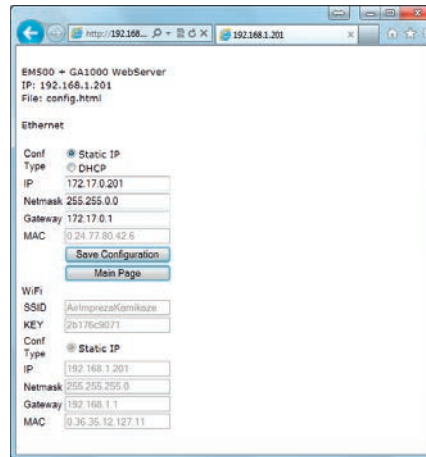 http://192.168...
192.168.1.201
EM500 + GA1000 WebServer
IP: 192.168.1.201
File: config.html
Ethernet
Conf Type
Static IP
DHCP
IP 172.17.0.201
Netmask 255.255.0.0
Gateway 172.17.0.1
MAC 0.24.77.80.42.6
Save Configuration
Main Page
WiFi
SSID AirImprezaKamikaze
KEY 2b176c9071
Conf Type
Static IP
IP 192.168.1.201
Netmask 255.255.255.0
Gateway 192.168.1.1
MAC 0.36.35.12.127.11